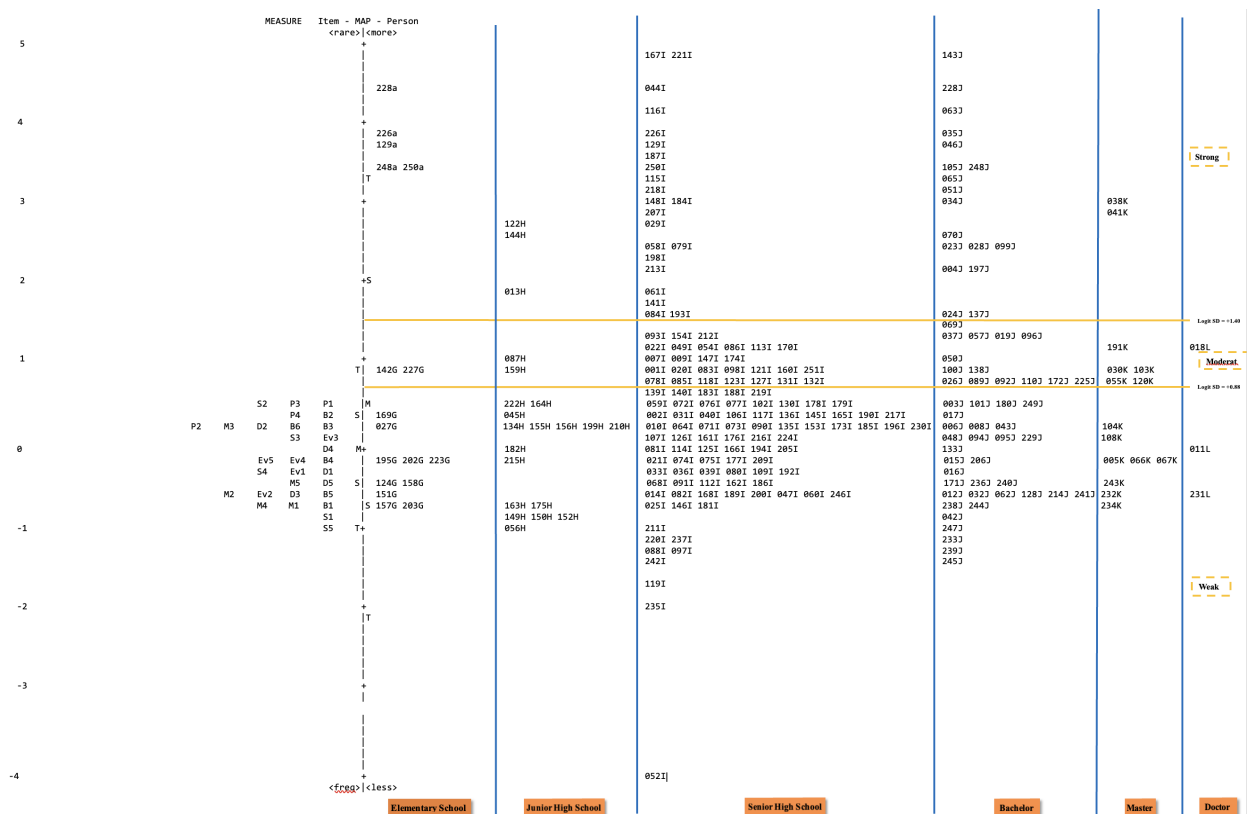 MEASURE Item - MAP - Person
<rare>|<more>
5 +
167I 221I 143J
228a 044I 228J
116I 063J
4 +
226a 226I 035J
129a 129I 046J
187I Strong
248a 250a 250I 105J 248J
T 115I 065J
218I 051J
3 + 148I 184I 034J 038K
207I 041K
122H 029I
144H 070J
058I 079I 023J 028J 099J
198I
213I 004J 197J
2 +S
013H 061I
141I
084I 193I 024J 137J
069J Logit SD = +1.40
093I 154I 212I 037J 057J 019J 096J
022I 049I 054I 086I 113I 170I 191K 018L
1 + 087H 007I 009I 147I 174I 050J Moderat.
T| 142G 227G 159H 001I 020I 083I 098I 121I 160I 251I 100J 138J 030K 103K
078I 085I 118I 123I 127I 131I 132I 026J 089J 092J 110J 172J 225J 055K 120K Logit SD = +0.88
139I 140I 183I 188I 219I
S2 P3 P1 |M 222H 164H 059I 072I 076I 077I 102I 130I 178I 179I 003J 101J 180J 249J
P4 B2 S| 169G 045H 002I 031I 040I 106I 117I 136I 145I 165I 190I 217I 017J
P2 M3 D2 B6 B3 | 027G 134H 155H 156H 199H 210H 010I 064I 071I 073I 090I 135I 153I 173I 185I 196I 230I 006J 008J 043J 104K
S3 Ev3 | 107I 126I 161I 176I 216I 224I 048J 094J 095J 229J 108K
0 D4 M+ 182H 081I 114I 125I 166I 194I 205I 133J 011L
Ev5 Ev4 B4 | 195G 202G 223G 215H 021I 074I 075I 177I 209I 015J 206J 005K 066K 067K
S4 Ev1 D1 | 033I 036I 039I 080I 109I 192I 016J
M5 D5 S| 124G 158G 068I 091I 112I 162I 186I 171J 236J 240J 243K
M2 Ev2 D3 B5 | 151G 014I 082I 168I 189I 200I 047I 060I 246I 012J 032J 062J 128J 214J 241J 232K 231L
M4 M1 B1 |S 157G 203G 163H 175H 025I 146I 181I 238J 244J 234K
S1 | 149H 150H 152H 042J
-1 S5 T+ 056H 211I 247J
220I 237I 233J
088I 097I 239J
242I 245J
119I Weak
-2 + 235I
|T
-3 +
-4 + 052I
<freq>|<less>
Elementary School Junior High School Senior High School Bachelor Master Doctor